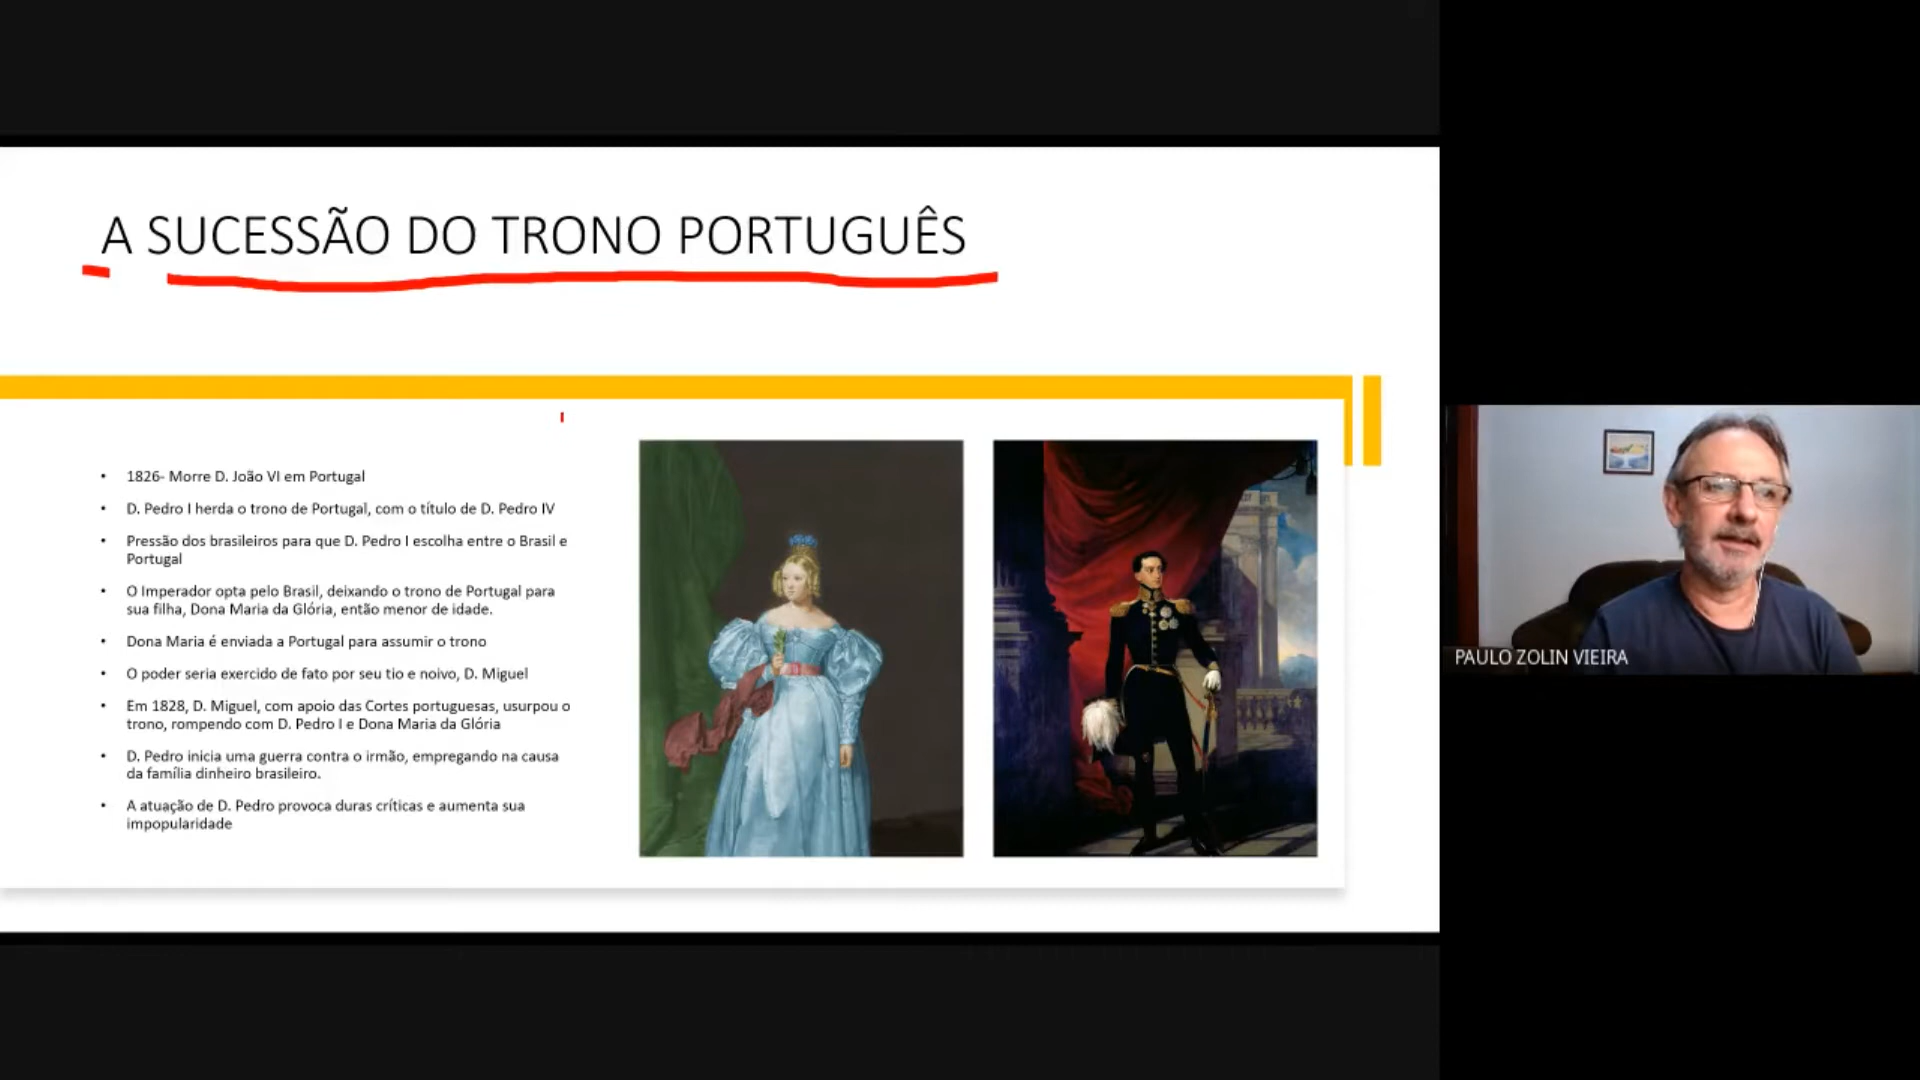 A SUCESSÃO DO TRONO PORTUGUÊS
• 1826- Morre D. João VI em Portugal
• D. Pedro I herda o trono de Portugal, com o título de D. Pedro IV
• Pressão dos brasileiros para que D. Pedro I escolha entre o Brasil e
Portugal
• O Imperador opta pelo Brasil, deixando o trono de Portugal para
sua filha, Dona Maria da Glória, então menor de idade.
• Dona Maria é enviada a Portugal para assumir o trono
• O poder seria exercido de fato por seu tio e noivo, D. Miguel
• Em 1828, D. Miguel, com apoio das Cortes portuguesas, usurpou o
trono, rompendo com D. Pedro I e Dona Maria da Glória
• D. Pedro inicia uma guerra contra o irmão, empregando na causa
da família dinheiro brasileiro.
• A atuação de D. Pedro provoca duras críticas e aumenta sua
impopularidade
PAULO ZOLIN VIEIRA